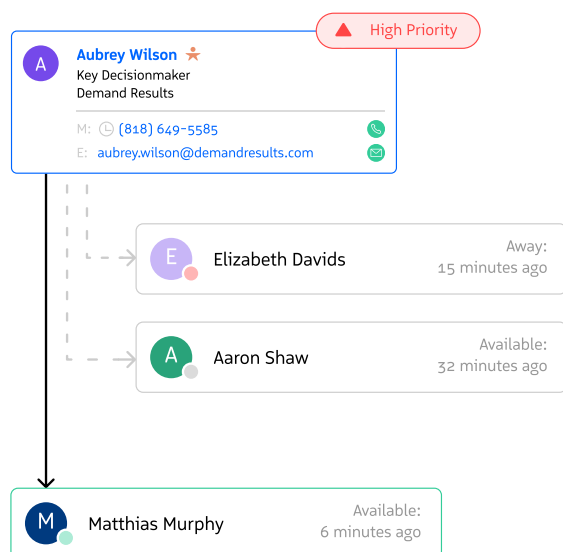 High Priority
A
Aubrey Wilson
Key Decisionmaker
Demand Results
M: (818) 649-5585
E: aubrey.wilson@demandresults.com
E
Elizabeth Davids
Away:
15 minutes ago
A
Aaron Shaw
Available:
32 minutes ago
M
Matthias Murphy
Available:
6 minutes ago